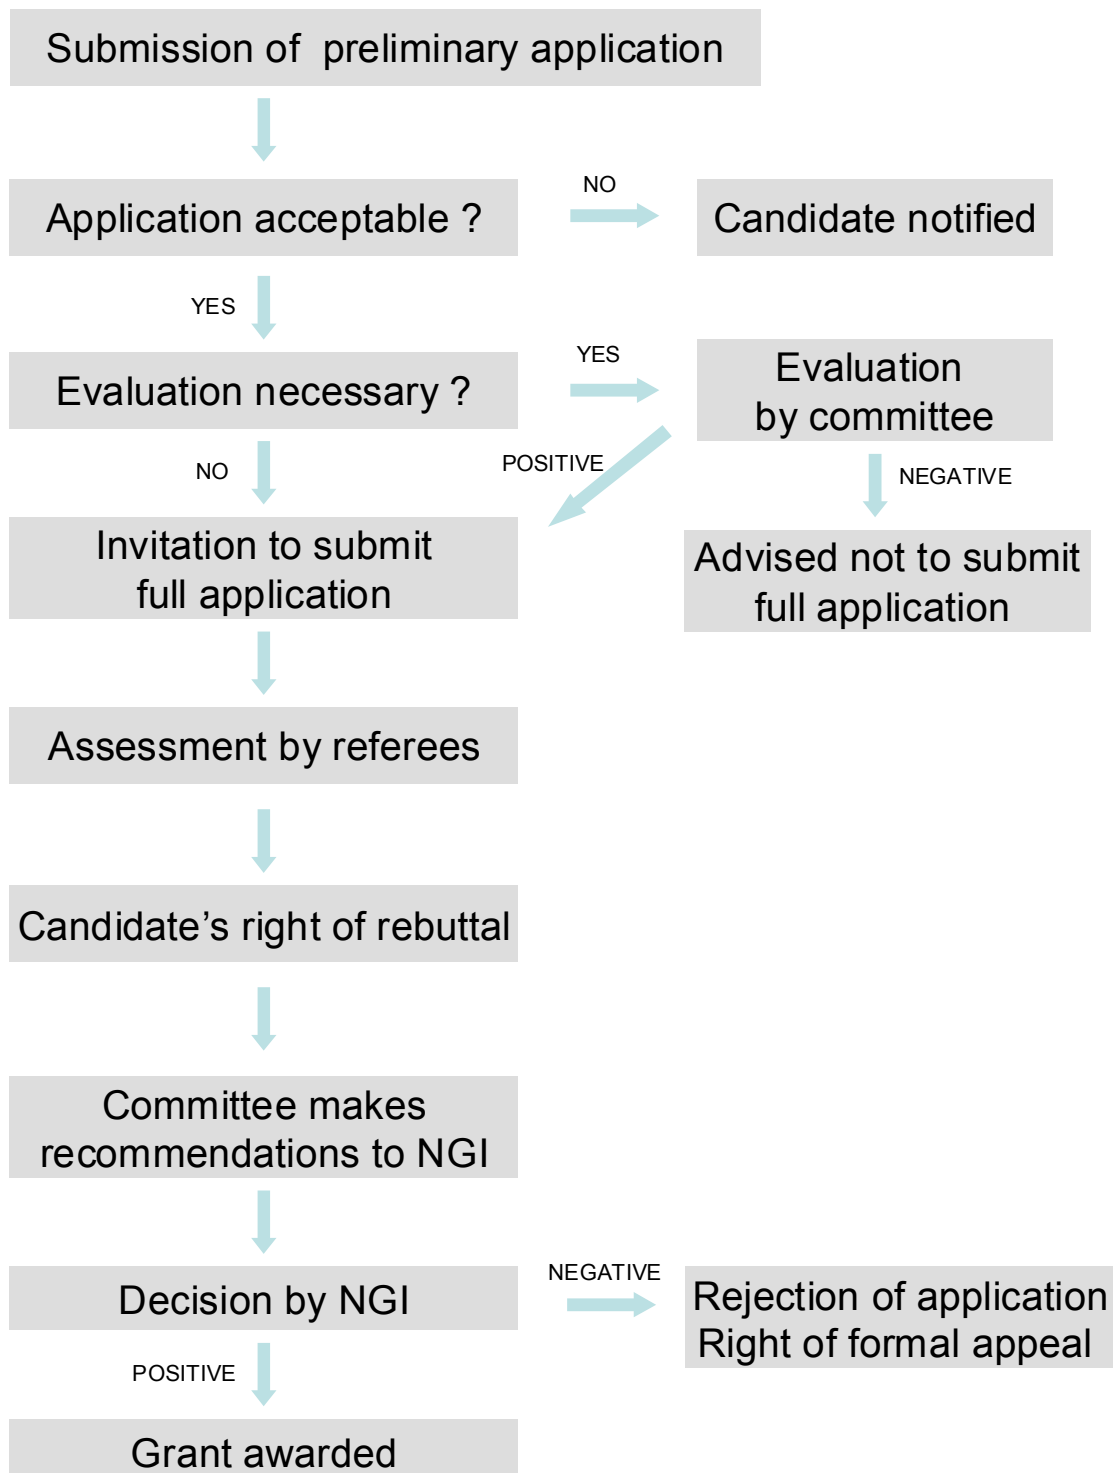 Submission of  preliminary application
Application acceptable ?
NO
Candidate notified
YES
Evaluation necessary ?
YES
Evaluation
by committee
NO
POSITIVE
NEGATIVE
Invitation to submit
full application
Advised not to submit
full application
Assessment by referees
Candidate’s right of rebuttal
Committee makes
recommendations to NGI
Decision by NGI
NEGATIVE
Rejection of application
Right of formal appeal
POSITIVE
Grant awarded